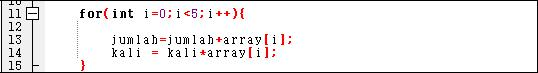 11 for(int i=0;i<5;i++){
12
13 jumlah=jumlah+array[i];
14 kali = kali*array[i];
15 }